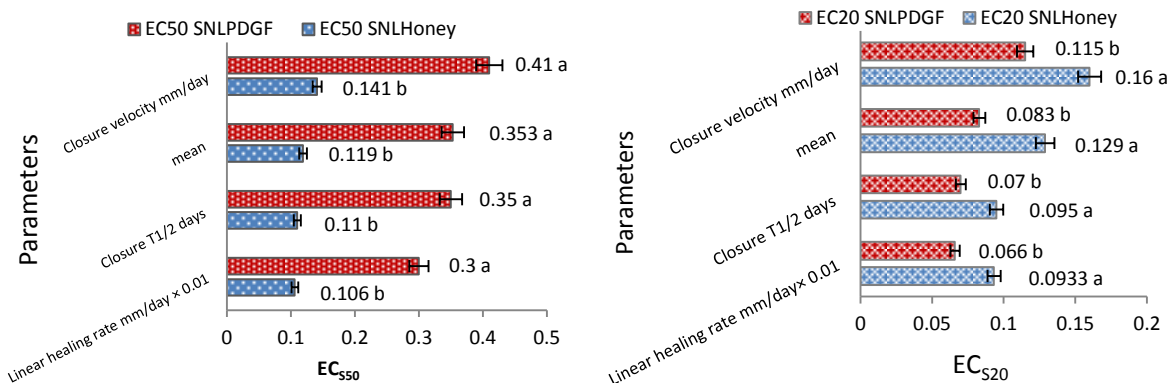 EC50 SNLPDGF EC50 SNLHoney
Parameters
Closure velocity mm/day
0.41 a
0.141 b
mean
0.353 a
0.119 b
Closure T1/2 days
0.35 a
0.11 b
Linear healing rate mm/day × 0.01
0.3 a
0.106 b
0 0.1 0.2 0.3 0.4 0.5
ECS50
EC20 SNLPDGF EC20 SNLHoney
Parameters
Closure velocity mm/day
0.115 b
0.16 a
mean
0.083 b
0.129 a
Closure T1/2 days
0.07 b
0.095 a
Linear healing rate mm/day× 0.01
0.066 b
0.0933 a
0 0.05 0.1 0.15 0.2
ECS20